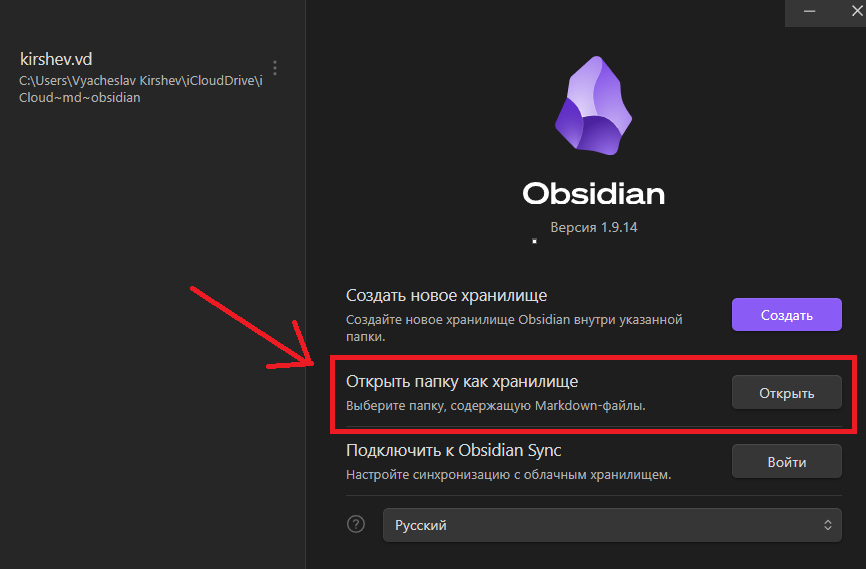 kirshev.vd
C:\Users\Vyacheslav Kirshev\iCloudDrive\i
Cloud~md~obsidian
Obsidian
Версия 1.9.14
Создать новое хранилище
Создайте новое хранилище Obsidian внутри указанной
папки.
Создать
Открыть папку как хранилище
Выберите папку, содержащую Markdown-файлы.
Открыть
Подключить к Obsidian Sync
Настройте синхронизацию с облачным хранилищем.
Войти
?
Русский